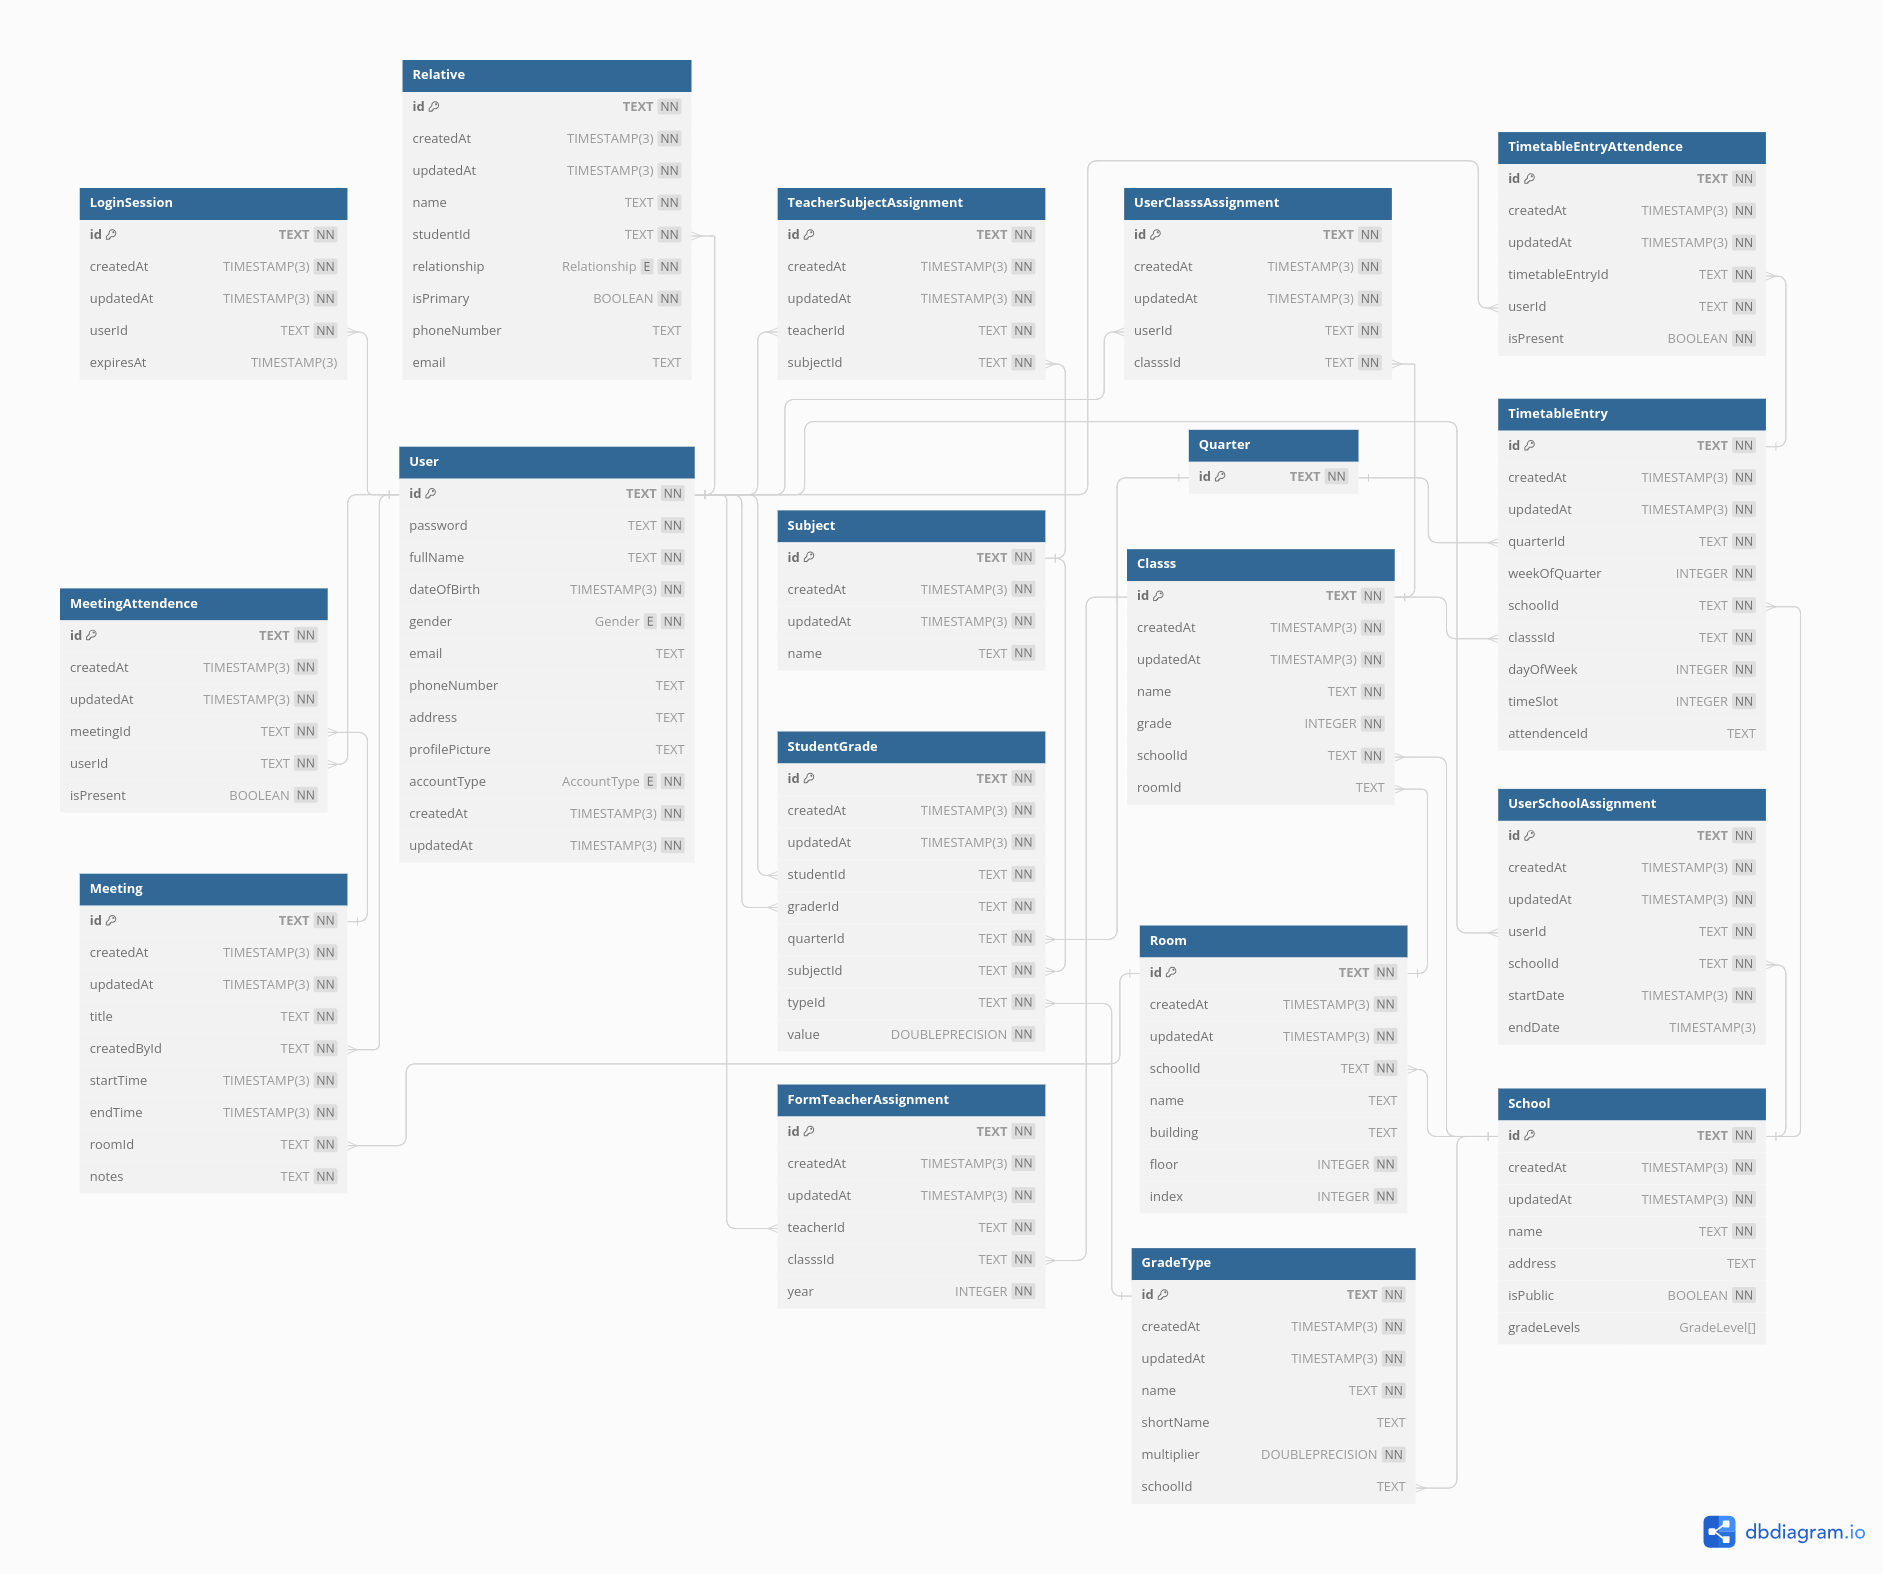 Relative
id TEXT NN
createdAt TIMESTAMP(3) NN
updatedAt TIMESTAMP(3) NN
name TEXT NN
studentId TEXT NN
relationship Relationship E NN
isPrimary BOOLEAN NN
phoneNumber TEXT
email TEXT
LoginSession
id TEXT NN
createdAt TIMESTAMP(3) NN
updatedAt TIMESTAMP(3) NN
userId TEXT NN
expiresAt TIMESTAMP(3)
TeacherSubjectAssignment
id TEXT NN
createdAt TIMESTAMP(3) NN
updatedAt TIMESTAMP(3) NN
teacherId TEXT NN
subjectId TEXT NN
UserClasssAssignment
id TEXT NN
createdAt TIMESTAMP(3) NN
updatedAt TIMESTAMP(3) NN
userId TEXT NN
classsId TEXT NN
TimetableEntryAttendence
id TEXT NN
createdAt TIMESTAMP(3) NN
updatedAt TIMESTAMP(3) NN
timetableEntryId TEXT NN
userId TEXT NN
isPresent BOOLEAN NN
User
id TEXT NN
password TEXT NN
fullName TEXT NN
dateOfBirth TIMESTAMP(3) NN
gender Gender E NN
email TEXT
phoneNumber TEXT
address TEXT
profilePicture TEXT
accountType AccountType E NN
createdAt TIMESTAMP(3) NN
updatedAt TIMESTAMP(3) NN
Quarter
id TEXT NN
TimetableEntry
id TEXT NN
createdAt TIMESTAMP(3) NN
updatedAt TIMESTAMP(3) NN
quarterId TEXT NN
weekOfQuarter INTEGER NN
schoolId TEXT NN
classsId TEXT NN
dayOfWeek INTEGER NN
timeSlot INTEGER NN
attendenceId TEXT
Subject
id TEXT NN
createdAt TIMESTAMP(3) NN
updatedAt TIMESTAMP(3) NN
name TEXT NN
Classs
id TEXT NN
createdAt TIMESTAMP(3) NN
updatedAt TIMESTAMP(3) NN
name TEXT NN
grade INTEGER NN
schoolId TEXT NN
roomId TEXT
MeetingAttendence
id TEXT NN
createdAt TIMESTAMP(3) NN
updatedAt TIMESTAMP(3) NN
meetingId TEXT NN
userId TEXT NN
isPresent BOOLEAN NN
StudentGrade
id TEXT NN
createdAt TIMESTAMP(3) NN
updatedAt TIMESTAMP(3) NN
studentId TEXT NN
graderId TEXT NN
quarterId TEXT NN
subjectId TEXT NN
typeId TEXT NN
value DOUBLEPRECISION NN
UserSchoolAssignment
id TEXT NN
createdAt TIMESTAMP(3) NN
updatedAt TIMESTAMP(3) NN
userId TEXT NN
schoolId TEXT NN
startDate TIMESTAMP(3) NN
endDate TIMESTAMP(3)
Meeting
id TEXT NN
createdAt TIMESTAMP(3) NN
updatedAt TIMESTAMP(3) NN
title TEXT NN
createdById TEXT NN
startTime TIMESTAMP(3) NN
endTime TIMESTAMP(3) NN
roomId TEXT NN
notes TEXT NN
Room
id TEXT NN
createdAt TIMESTAMP(3) NN
updatedAt TIMESTAMP(3) NN
schoolId TEXT NN
name TEXT
building TEXT
floor INTEGER NN
index INTEGER NN
FormTeacherAssignment
id TEXT NN
createdAt TIMESTAMP(3) NN
updatedAt TIMESTAMP(3) NN
teacherId TEXT NN
classsId TEXT NN
year INTEGER NN
School
id TEXT NN
createdAt TIMESTAMP(3) NN
updatedAt TIMESTAMP(3) NN
name TEXT NN
address TEXT
isPublic BOOLEAN NN
gradeLevels GradeLevel[]
GradeType
id TEXT NN
createdAt TIMESTAMP(3) NN
updatedAt TIMESTAMP(3) NN
name TEXT NN
shortName TEXT
multiplier DOUBLEPRECISION NN
schoolId TEXT
dbdiagram.io